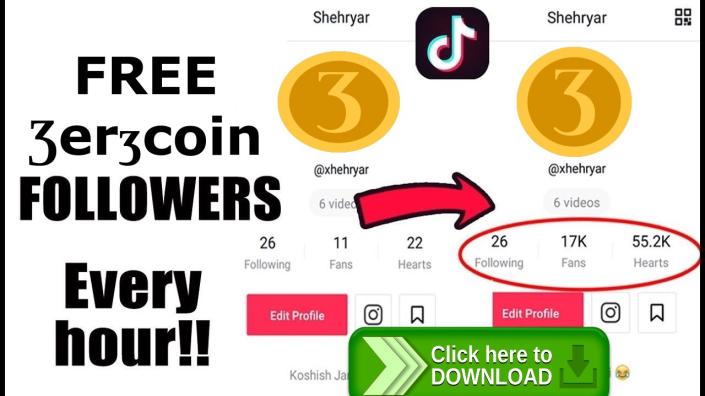 FREE
ʒerʒcoin
FOLLOWERS
Every
hour!!
Shehryar
ʒ
@xhehryar
6 video
26
11
22
Following
Fans
Hearts
Edit Profile
Koshish Ja
Shehryar
ʒ
@xhehryar
6 videos
26
17K
55.2K
Following
Fans
Hearts
Edit Profile
Click here to
DOWNLOAD